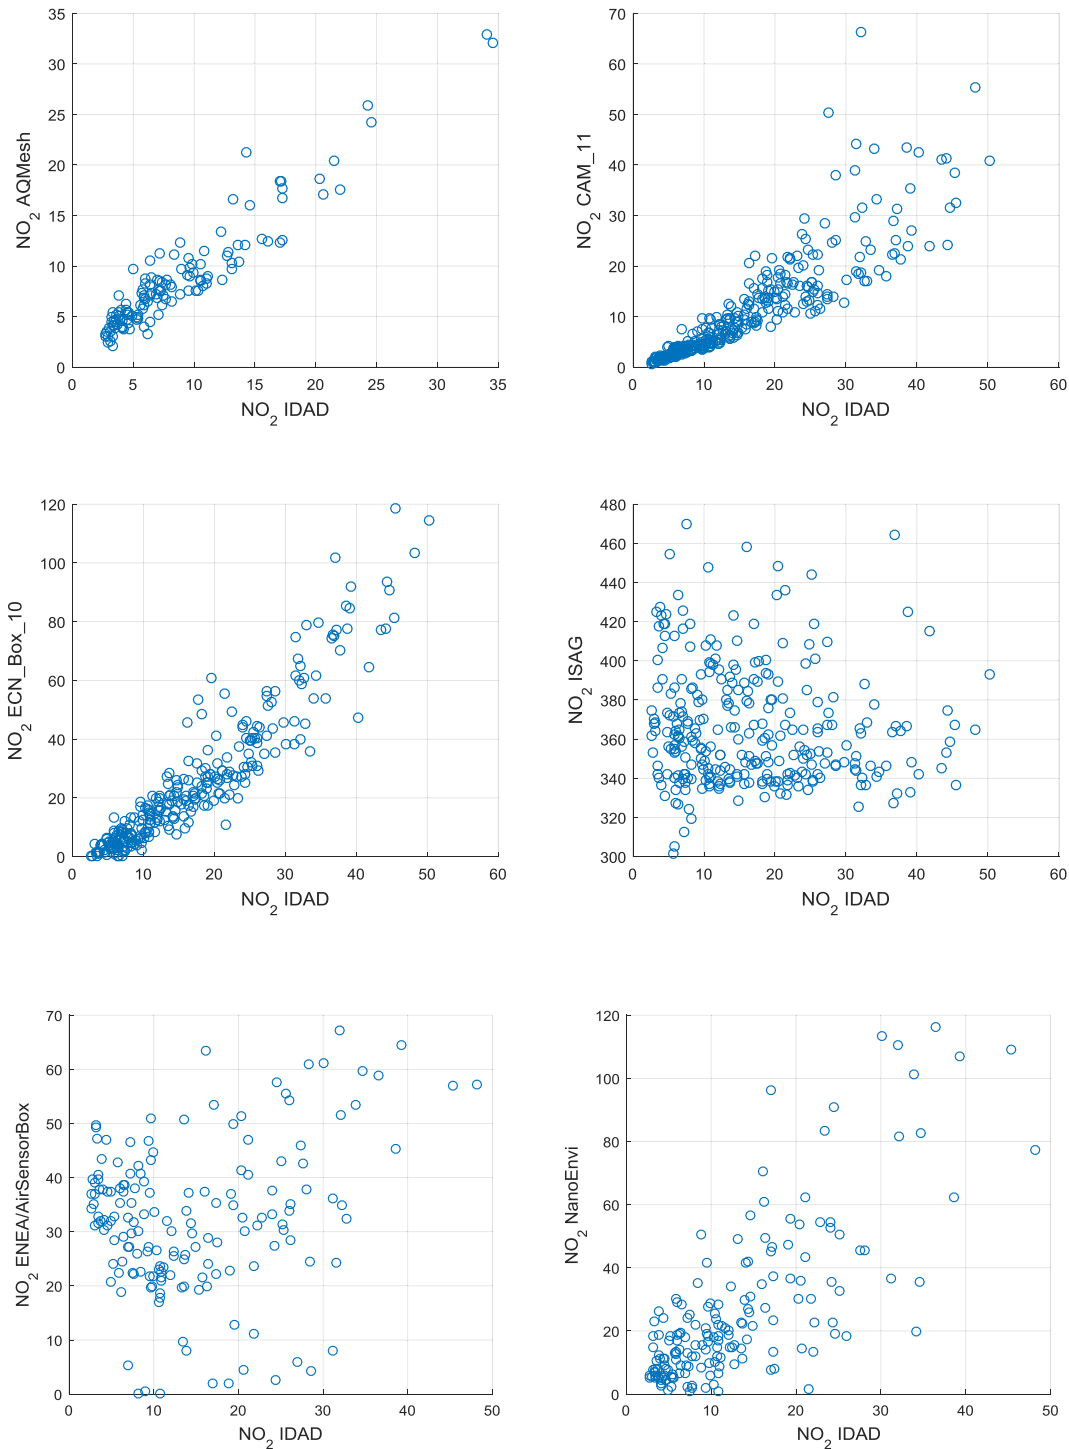 35
30
25
20
15
10
5
0
0 5 10 15 20 25 30 35
NO2 AQMesh
NO2 IDAD
70
60
50
40
30
20
10
0
0 10 20 30 40 50 60
NO2 CAM_11
NO2 IDAD
120
100
80
60
40
20
0
0 10 20 30 40 50 60
NO2 ECN_Box_10
NO2 IDAD
480
460
440
420
400
380
360
340
320
300
0 10 20 30 40 50 60
NO2 ISAG
NO2 IDAD
70
60
50
40
30
20
10
0
0 10 20 30 40 50
NO2 ENEA/AirSensorBox
NO2 IDAD
120
100
80
60
40
20
0
0 10 20 30 40 50
NO2 NanoEnvi
NO2 IDAD